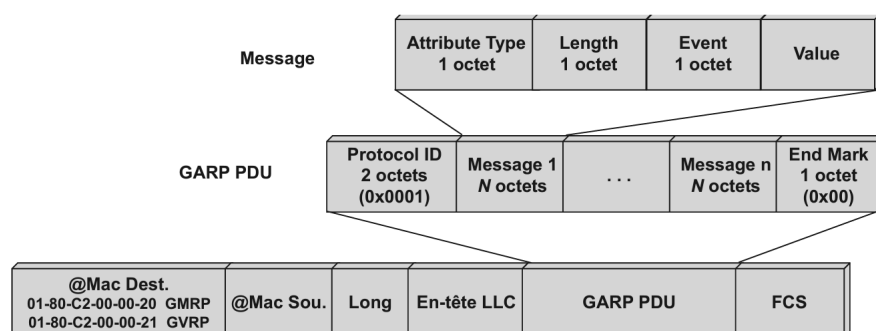 Message
Attribute Type
1 octet
Length
1 octet
Event
1 octet
Value
GARP PDU
Protocol ID
2 octets
(0x0001)
Message 1
N octets
. . .
Message n
N octets
End Mark
1 octet
(0x00)
@Mac Dest.
01-80-C2-00-00-20 GMRP
01-80-C2-00-00-21 GVRP
@Mac Sou.
Long
En-tête LLC
GARP PDU
FCS